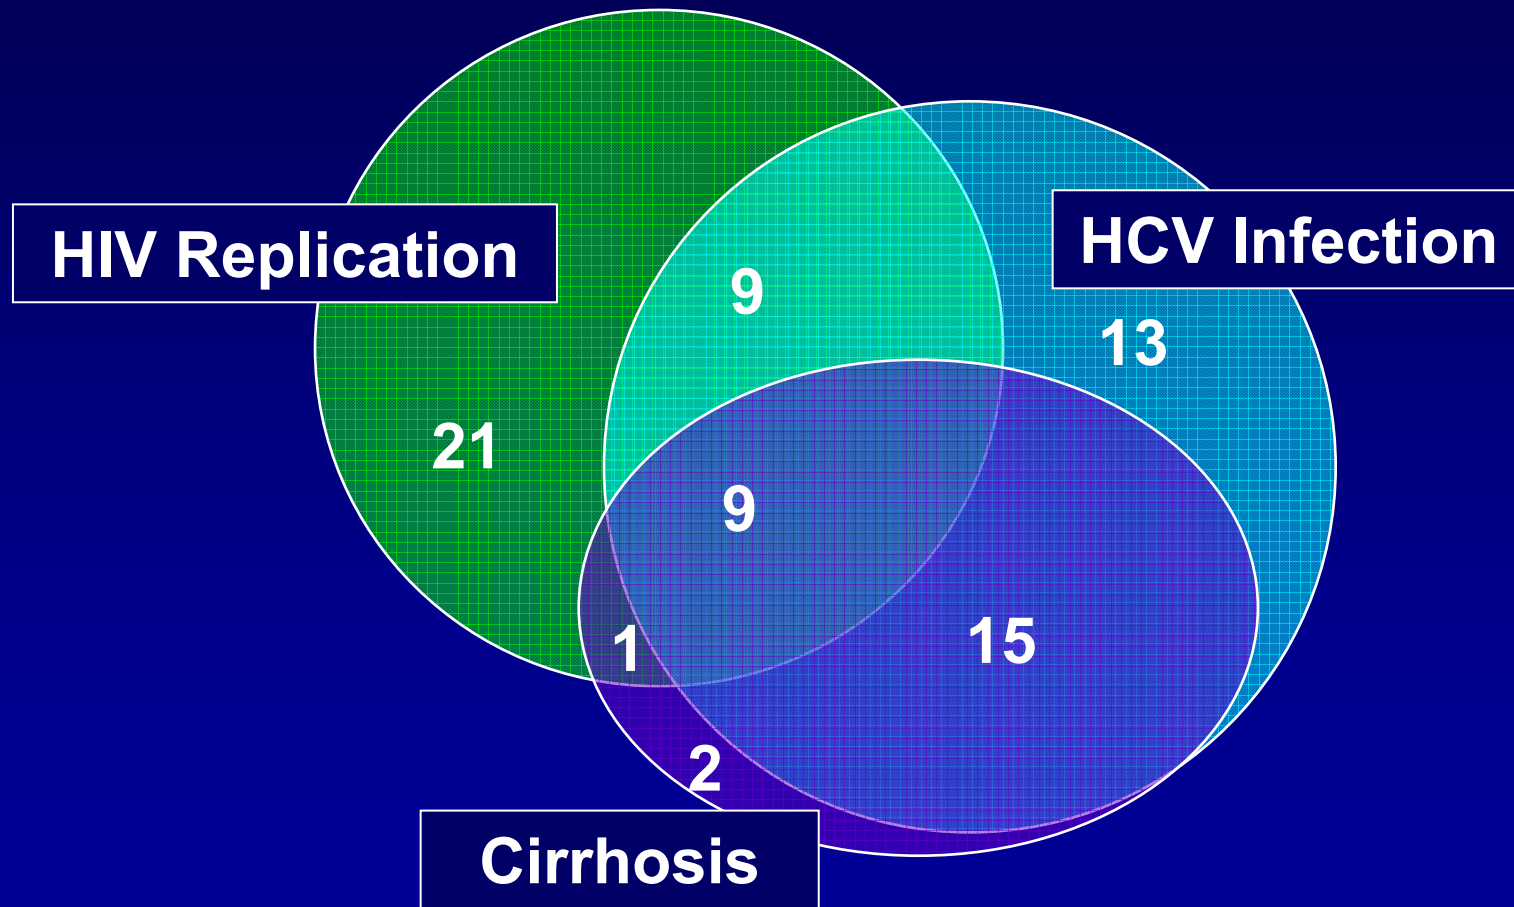 HIV Replication
HCV Infection
9
13
21
9
1
15
2
Cirrhosis